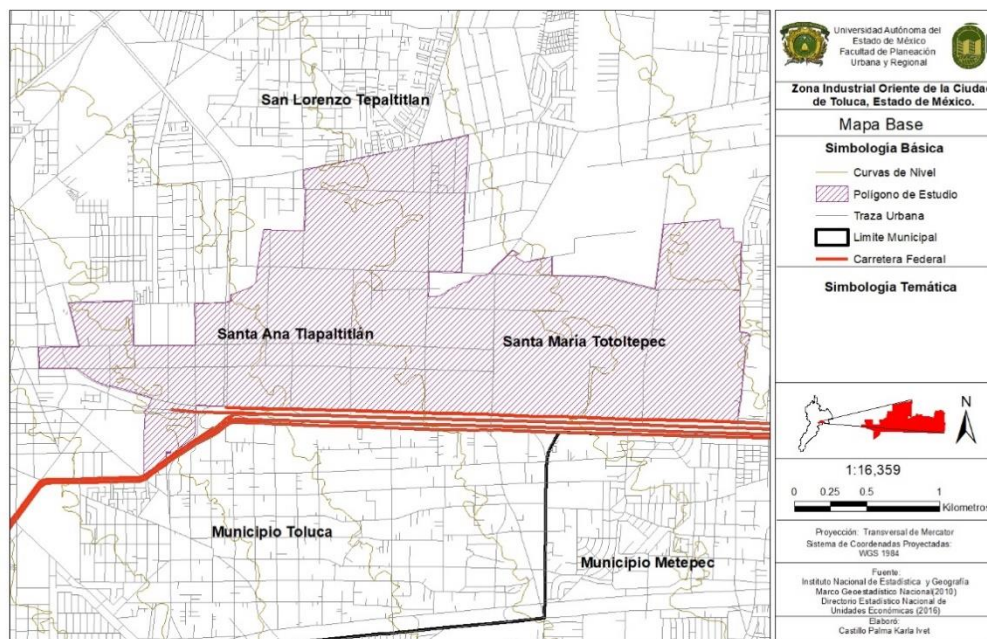 San Lorenzo Tepaltitlan
Santa Ana Tlapaltitlán
Santa María Totoltepec
Municipio Toluca
Municipio Metepec
Universidad Autónoma del
Estado de México
Facultad de Planeación
Urbana y Regional
Zona Industrial Oriente de la Ciudad
de Toluca, Estado de México.
Mapa Base
Simbología Básica
Curvas de Nivel
Polígono de Estudio
Traza Urbana
Limite Municipal
Carretera Federal
Simbología Temática
N
1:16,359
0 0.25 0.5 1
Kilometros
Proyección: Transversal de Mercator
Sistema de Coordenadas Proyectadas:
WGS 1984
Fuente:
Instituto Nacional de Estadística y Geografía
Marco Geoestadístico Nacional(2010)
Directorio Estadístico Nacional de
Unidades Económicas (2016)
Elaboró:
Castillo Palma Karla Ivet